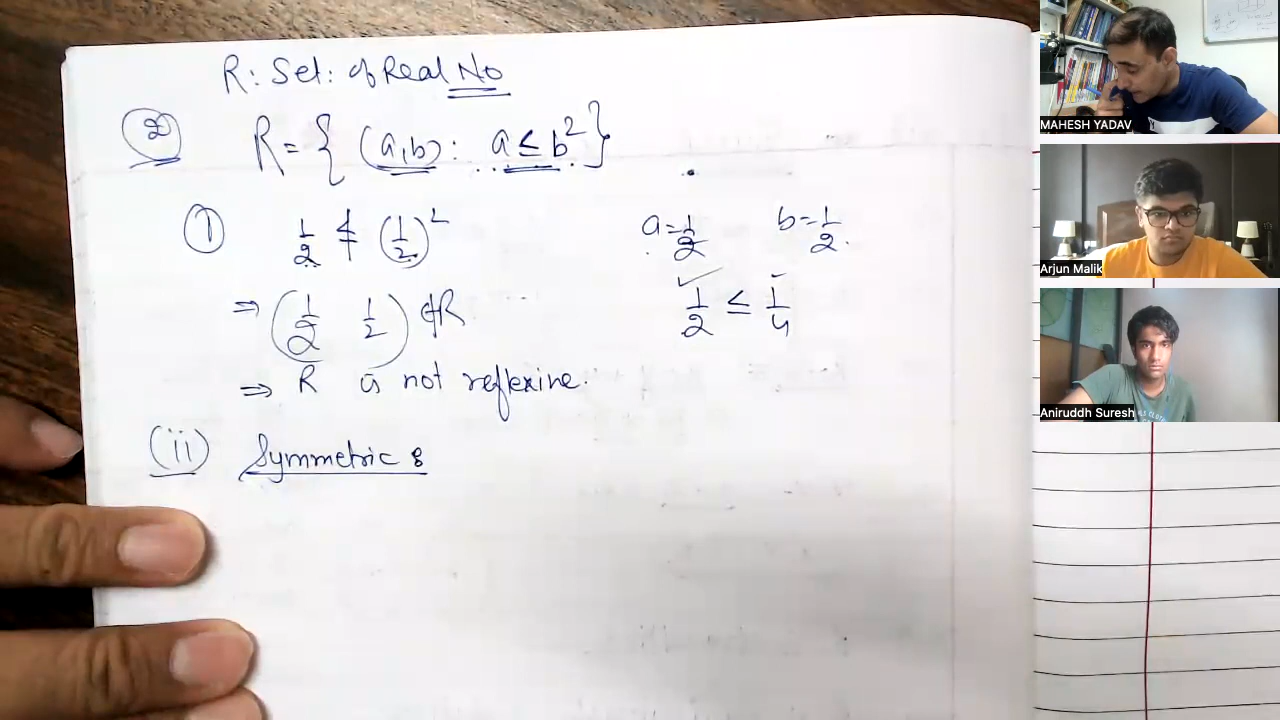 R: Set: of Real No
② R = { (a,b) : a ≤ b² }
① 1/2 ≰ (1/2)² a = 1/2 b = 1/2.
⇒ (1/2 1/2) ∉ R 1/2 ≤ 1/4
⇒ R is not reflexive.
(ii) Symmetric :
MAHESH YADAV
Arjun Malik
Aniruddh Suresh